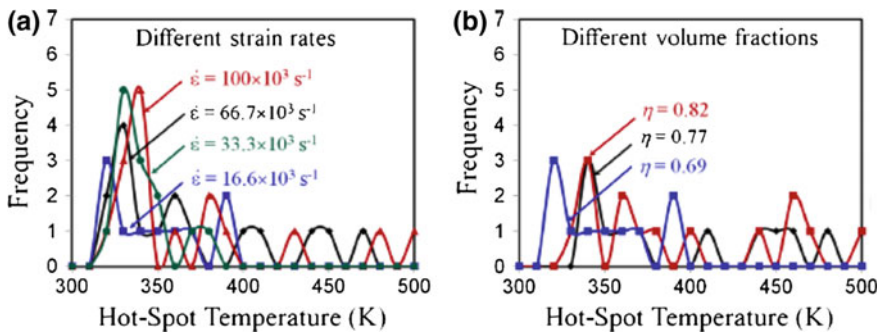 (a)
Different strain rates
Frequency
7
6
5
4
3
2
1
0
ε̇ = 100×10³ s⁻¹
ε̇ = 66.7×10³ s⁻¹
ε̇ = 33.3×10³ s⁻¹
ε̇ = 16.6×10³ s⁻¹
300 350 400 450 500
Hot-Spot Temperature (K)
(b)
Different volume fractions
Frequency
7
6
5
4
3
2
1
0
η = 0.82
η = 0.77
η = 0.69
300 350 400 450 500
Hot-Spot Temperature (K)